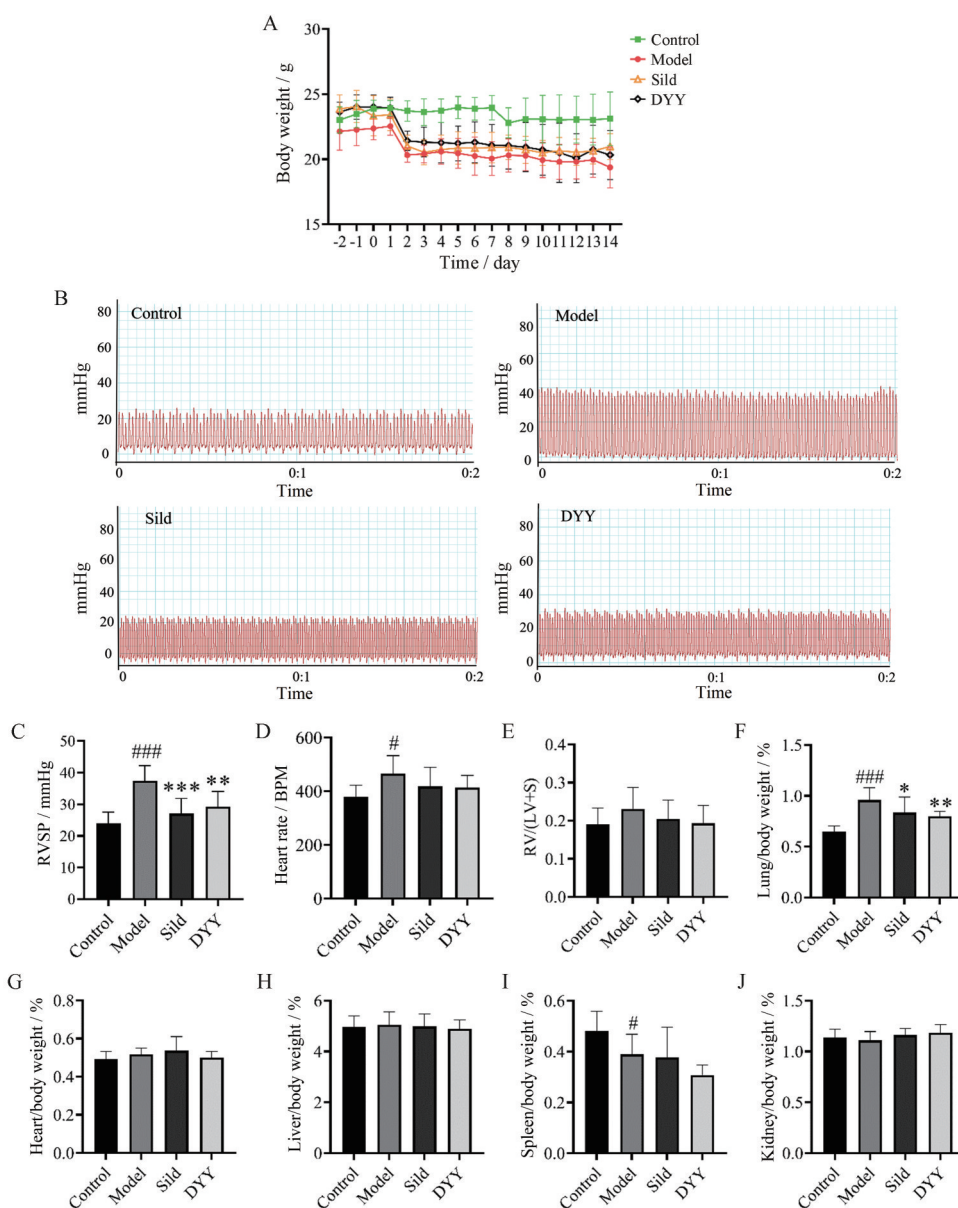 A
30
25
20
15
Body weight / g
-2 -1 0 1 2 3 4 5 6 7 8 9 10 11 12 13 14
Time / day
Control
Model
Sild
DYY
B
Control
80
60
40
20
0
mmHg
0 0:1 0:2
Time
Model
80
60
40
20
0
mmHg
0 0:1 0:2
Time
Sild
80
60
40
20
0
mmHg
0 0:1 0:2
Time
DYY
80
60
40
20
0
mmHg
0 0:1 0:2
Time
C
50
40
30
20
10
0
RVSP / mmHg
###
***
**
Control Model Sild DYY
D
600
400
200
0
Heart rate / BPM
#
Control Model Sild DYY
E
0.4
0.3
0.2
0.1
0.0
RV/(LV+S)
Control Model Sild DYY
F
1.5
1.0
0.5
0.0
Lung/body weight / %
###
*
**
Control Model Sild DYY
G
0.8
0.6
0.4
0.2
0.0
Heart/body weight / %
Control Model Sild DYY
H
6
4
2
0
Liver/body weight / %
Control Model Sild DYY
I
0.6
0.4
0.2
0.0
Spleen/body weight / %
#
Control Model Sild DYY
J
1.5
1.0
0.5
0.0
Kidney/body weight / %
Control Model Sild DYY